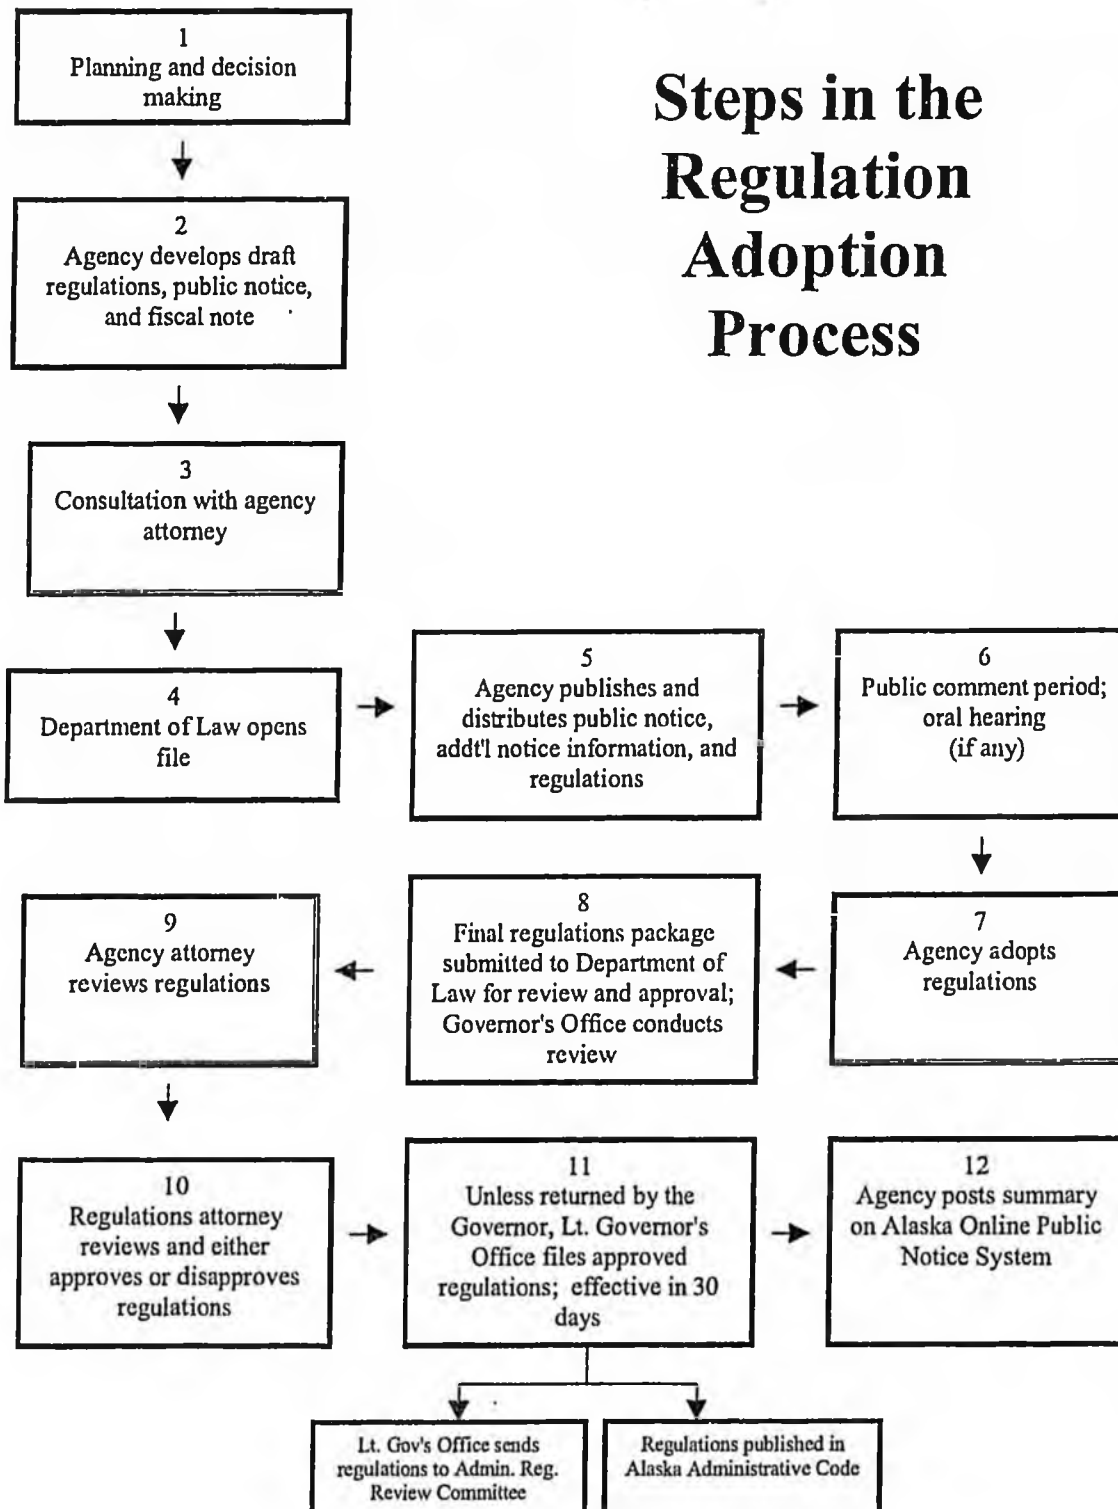 Steps in the
Regulation
Adoption
Process
1
Planning and decision
making
2
Agency develops draft
regulations, public notice,
and fiscal note
3
Consultation with agency
attorney
4
Department of Law opens
file
5
Agency publishes and
distributes public notice,
addt'l notice information, and
regulations
6
Public comment period;
oral hearing
(if any)
7
Agency adopts
regulations
8
Final regulations package
submitted to Department of
Law for review and approval;
Governor's Office conducts
review
9
Agency attorney
reviews regulations
10
Regulations attorney
reviews and either
approves or disapproves
regulations
11
Unless returned by the
Governor, Lt. Governor's
Office files approved
regulations; effective in 30
days
12
Agency posts summary
on Alaska Online Public
Notice System
Lt. Gov's Office sends
regulations to Admin. Reg.
Review Committee
Regulations published in
Alaska Administrative Code